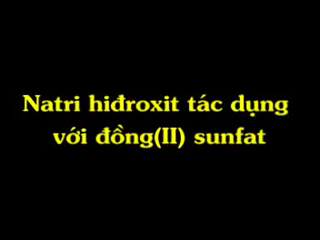 Natri hiđroxit tác dụng
với đồng(II) sunfat